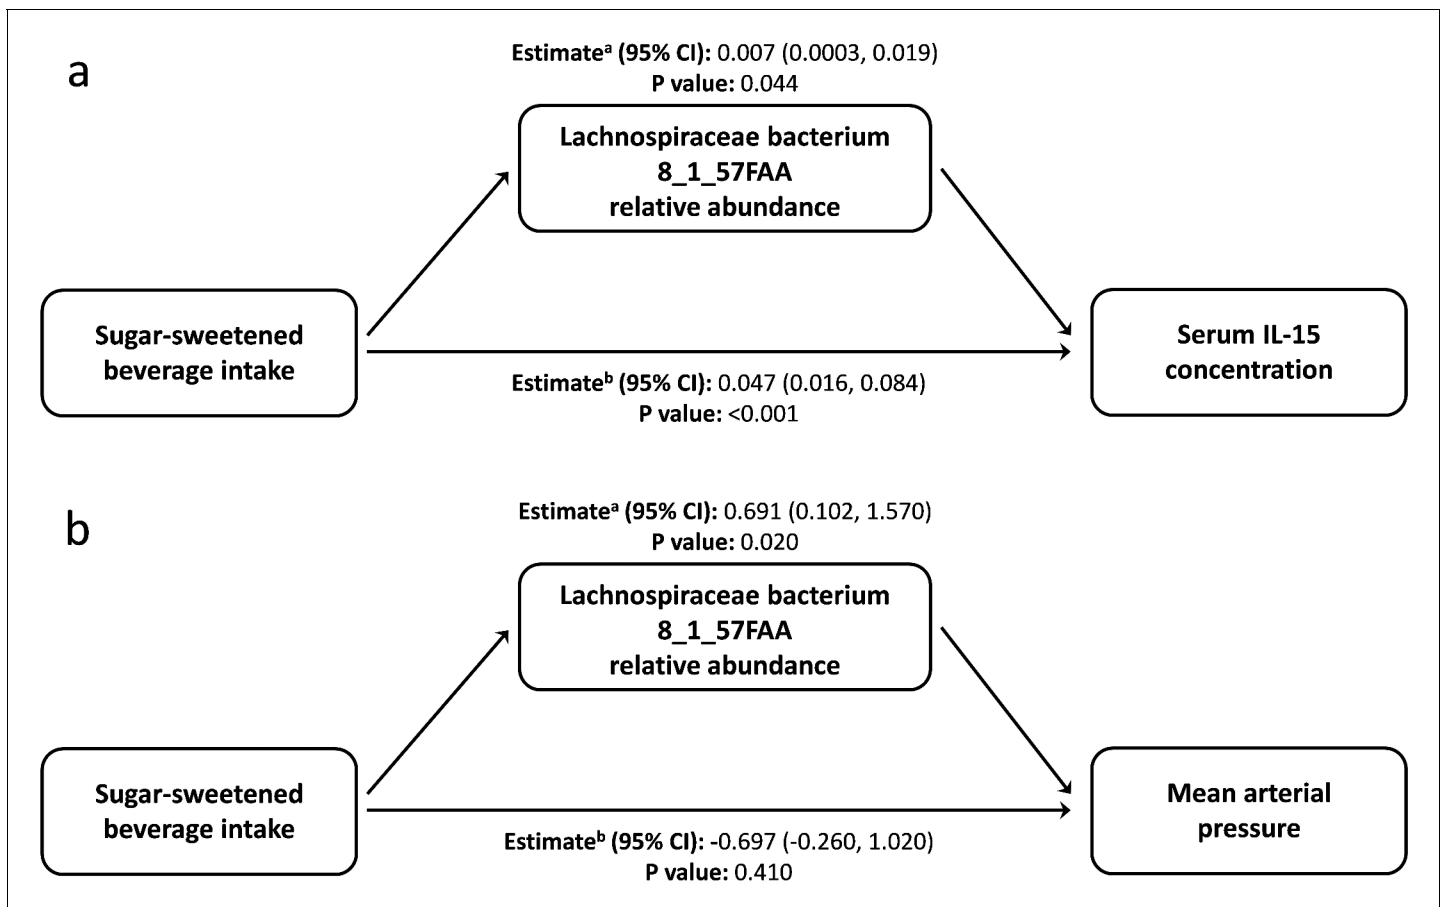 a
Estimateᵃ (95% CI): 0.007 (0.0003, 0.019)
P value: 0.044
Lachnospiraceae bacterium
8_1_57FAA
relative abundance
Sugar-sweetened
beverage intake
Serum IL-15
concentration
Estimateᵇ (95% CI): 0.047 (0.016, 0.084)
P value: <0.001
b
Estimateᵃ (95% CI): 0.691 (0.102, 1.570)
P value: 0.020
Lachnospiraceae bacterium
8_1_57FAA
relative abundance
Sugar-sweetened
beverage intake
Mean arterial
pressure
Estimateᵇ (95% CI): -0.697 (-0.260, 1.020)
P value: 0.410